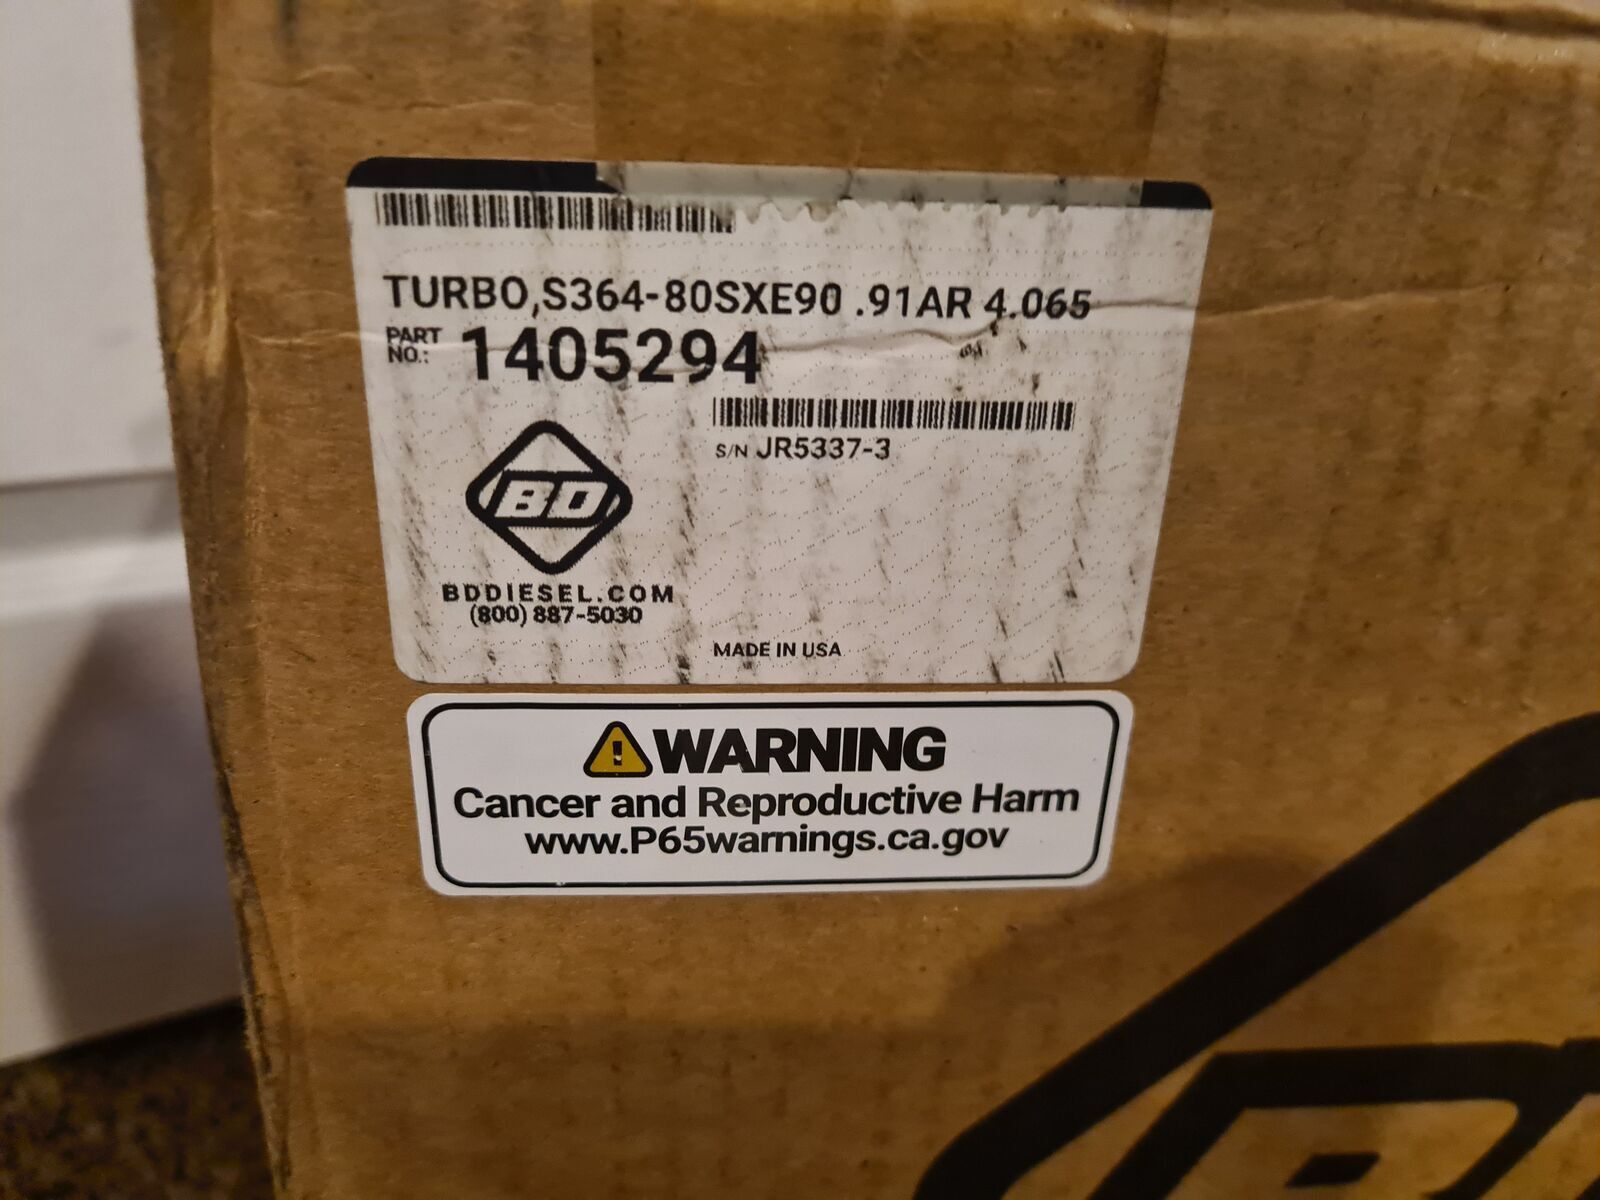 TURBO,S364-80SXE90 .91AR 4.065
PART NO.: 1405294
S/N JR5337-3
BD
BDDIESEL.COM
(800) 887-5030
MADE IN USA
WARNING
Cancer and Reproductive Harm
www.P65warnings.ca.gov